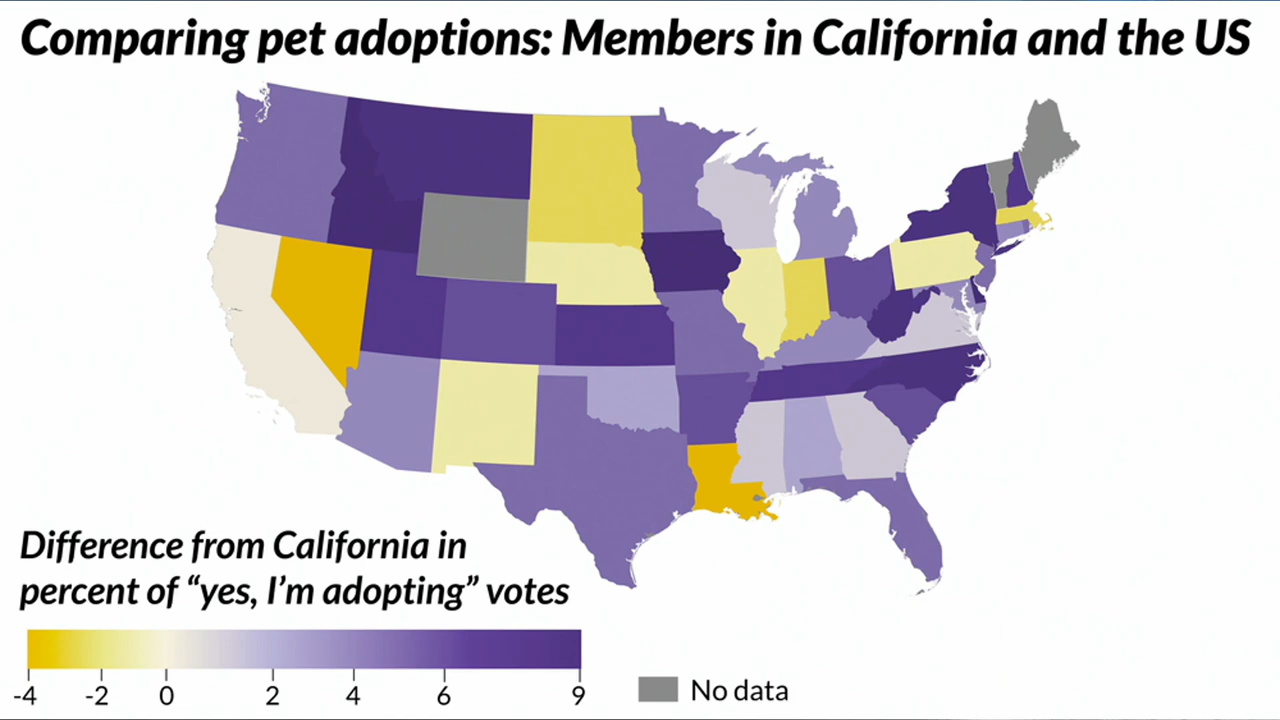 Comparing pet adoptions: Members in California and the US
Difference from California in
percent of “yes, I’m adopting” votes
-4 -2 0 2 4 6 9
No data